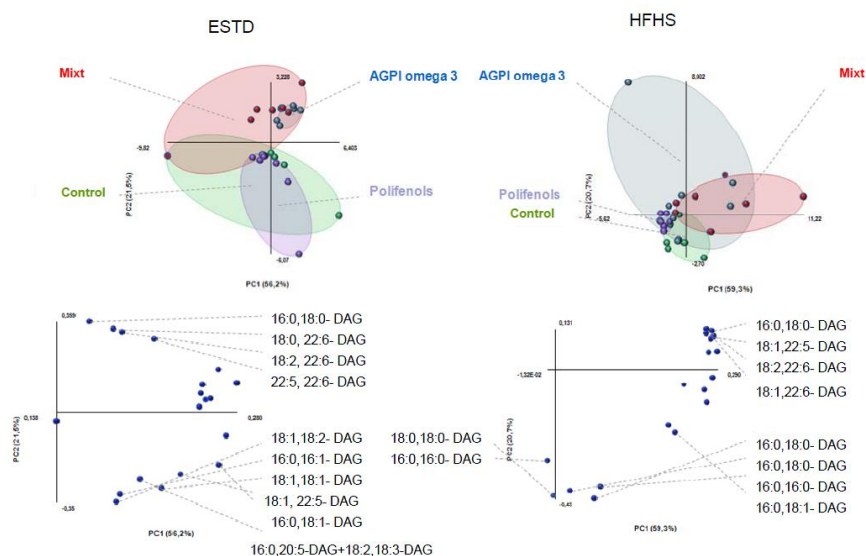 ESTD
HFHS
Mixt
3,228
AGPI omega 3
-9,82
6,403
Control
Polifenols
PC2 (21,5%)
-6,07
PC1 (56,2%)
AGPI omega 3
8,902
Mixt
Polifenols
Control
PC2 (20,7%)
-5,62
11,22
-2,70
PC1 (59,3%)
0,359
16:0,18:0- DAG
18:0, 22:6- DAG
18:2, 22:6- DAG
22:5, 22:6- DAG
-0,138
0,280
PC2 (21,5%)
18:1,18:2- DAG
16:0,16:1- DAG
18:1,18:1- DAG
18:1, 22:5- DAG
16:0,18:1- DAG
-0,35
PC1 (56,2%)
16:0,20:5-DAG+18:2,18:3-DAG
0,131
16:0,18:0- DAG
18:1,22:5- DAG
18:2,22:6- DAG
18:1,22:6- DAG
-1,32E-02
0,290
18:0,18:0- DAG
16:0,16:0- DAG
PC2 (20,7%)
16:0,18:0- DAG
16:0,18:0- DAG
16:0,16:0- DAG
16:0,18:1- DAG
-0,41
PC1 (59,3%)